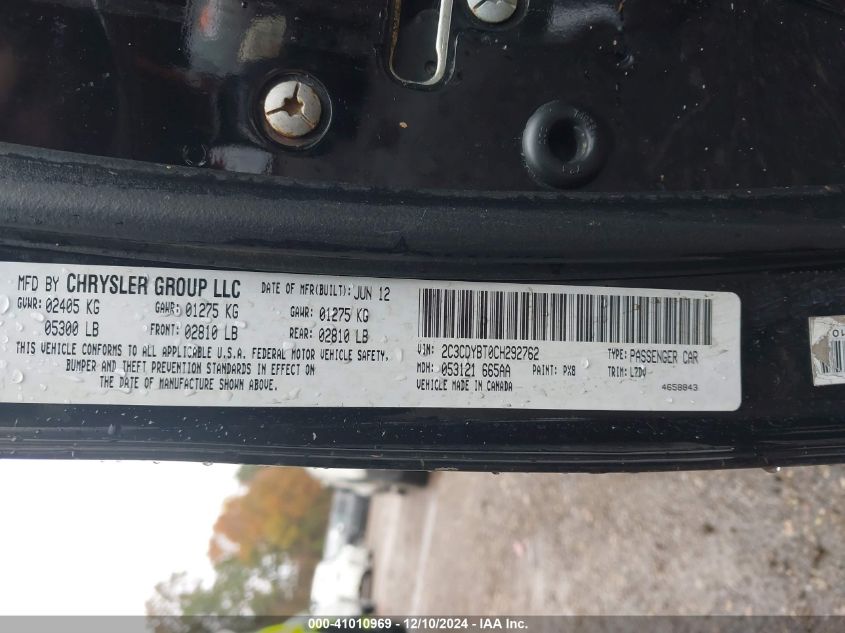 MFD BY CHRYSLER GROUP LLC DATE OF MFR(BUILT): JUN 12
GVWR: 02405 KG GAWR: 01275 KG GAWR: 01275 KG
05300 LB FRONT: 02810 LB REAR: 02810 LB
THIS VEHICLE CONFORMS TO ALL APPLICABLE U.S.A. FEDERAL MOTOR VEHICLE SAFETY,
BUMPER AND THEFT PREVENTION STANDARDS IN EFFECT ON
THE DATE OF MANUFACTURE SHOWN ABOVE.
VIN: 2C3CDYBT0CH292762 TYPE: PASSENGER CAR
MDH: 053121 665AA PAINT: PX8 TRIM: LZDV
VEHICLE MADE IN CANADA 4658843
000-41010969 - 12/10/2024 - IAA Inc.